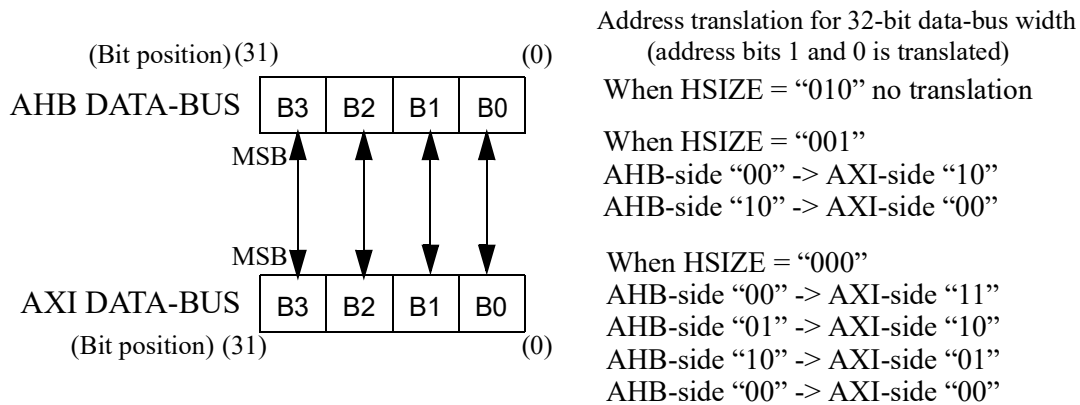 (Bit position) (31) (0)
AHB DATA-BUS B3 B2 B1 B0
MSB
MSB
AXI DATA-BUS B3 B2 B1 B0
(Bit position) (31) (0)
Address translation for 32-bit data-bus width
(address bits 1 and 0 is translated)
When HSIZE = “010” no translation
When HSIZE = “001”
AHB-side “00” -> AXI-side “10”
AHB-side “10” -> AXI-side “00”
When HSIZE = “000”
AHB-side “00” -> AXI-side “11”
AHB-side “01” -> AXI-side “10”
AHB-side “10” -> AXI-side “01”
AHB-side “00” -> AXI-side “00”